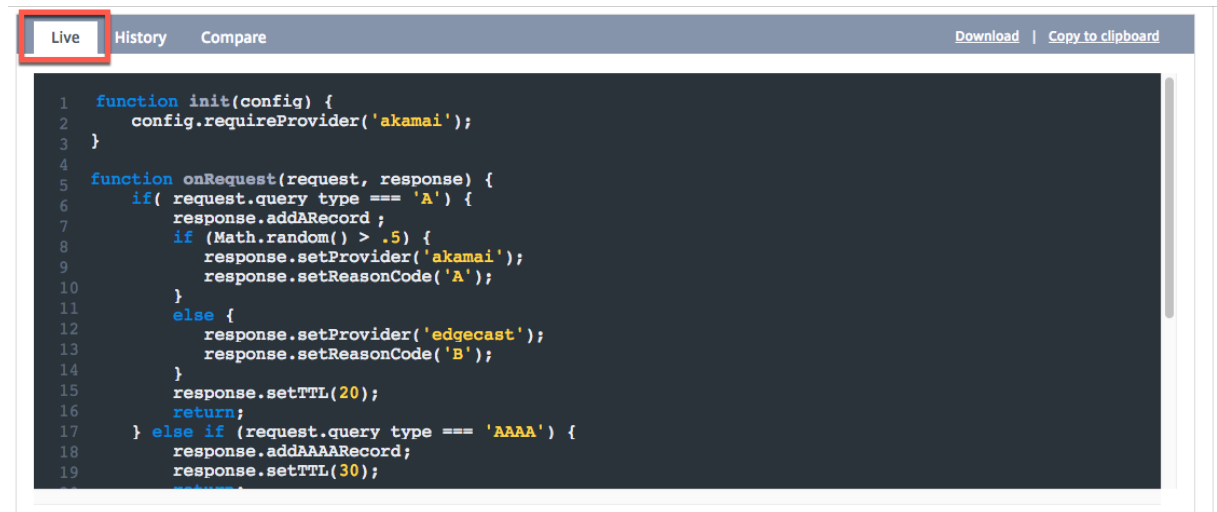 Live History Compare Download | Copy to clipboard
1 function init(config) {
2 config.requireProvider('akamai');
3 }
4
5 function onRequest(request, response) {
6 if( request.query type === 'A') {
7 response.addARecord ;
8 if (Math.random() > .5) {
9 response.setProvider('akamai');
10 response.setReasonCode('A');
11 }
12 else {
13 response.setProvider('edgecast');
14 response.setReasonCode('B');
15 }
16 response.setTTL(20);
17 return;
18 } else if (request.query type === 'AAAA') {
19 response.addAAAARecord;
response.setTTL(30);
return;